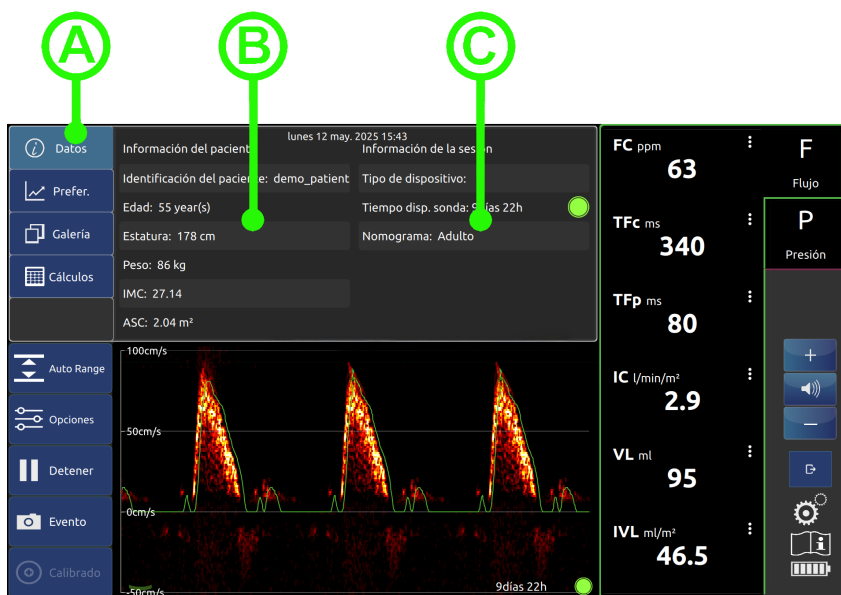 A
B
C
lunes 12 may. 2025 15:43
Datos
Prefer.
Galería
Cálculos
Información del paciente
Identificación del paciente: demo_patient
Edad: 55 year(s)
Estatura: 178 cm
Peso: 86 kg
IMC: 27.14
ASC: 2.04 m²
Información de la sesión
Tipo de dispositivo:
Tiempo disp. sonda: 9días 22h
Nomograma: Adulto
Auto Range
Opciones
Detener
Evento
Calibrado
100cm/s
50cm/s
0cm/s
-50cm/s
9días 22h
FC ppm
63
TFc ms
340
TFp ms
80
IC l/min/m²
2.9
VL ml
95
IVL ml/m²
46.5
F
Flujo
P
Presión
+
−
i